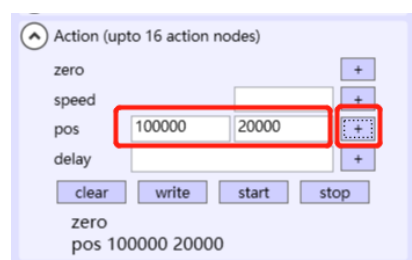 Action (upto 16 action nodes)
zero +
speed +
pos 100000 20000 +
delay +
clear write start stop
zero
pos 100000 20000